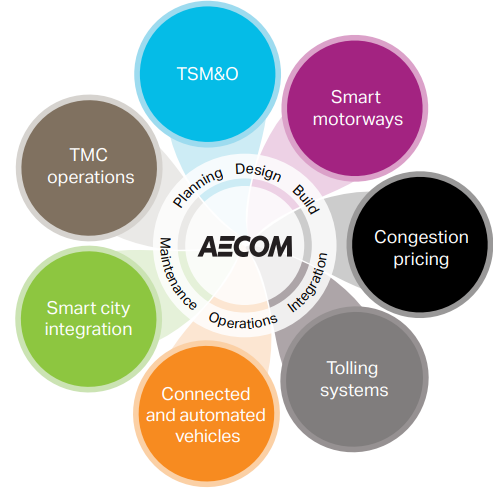 TSM&O
Smart
motorways
Congestion
pricing
Tolling
systems
Connected
and automated
vehicles
Smart city
integration
TMC
operations
Planning
Design
Build
Integration
Operations
Maintenance
AECOM